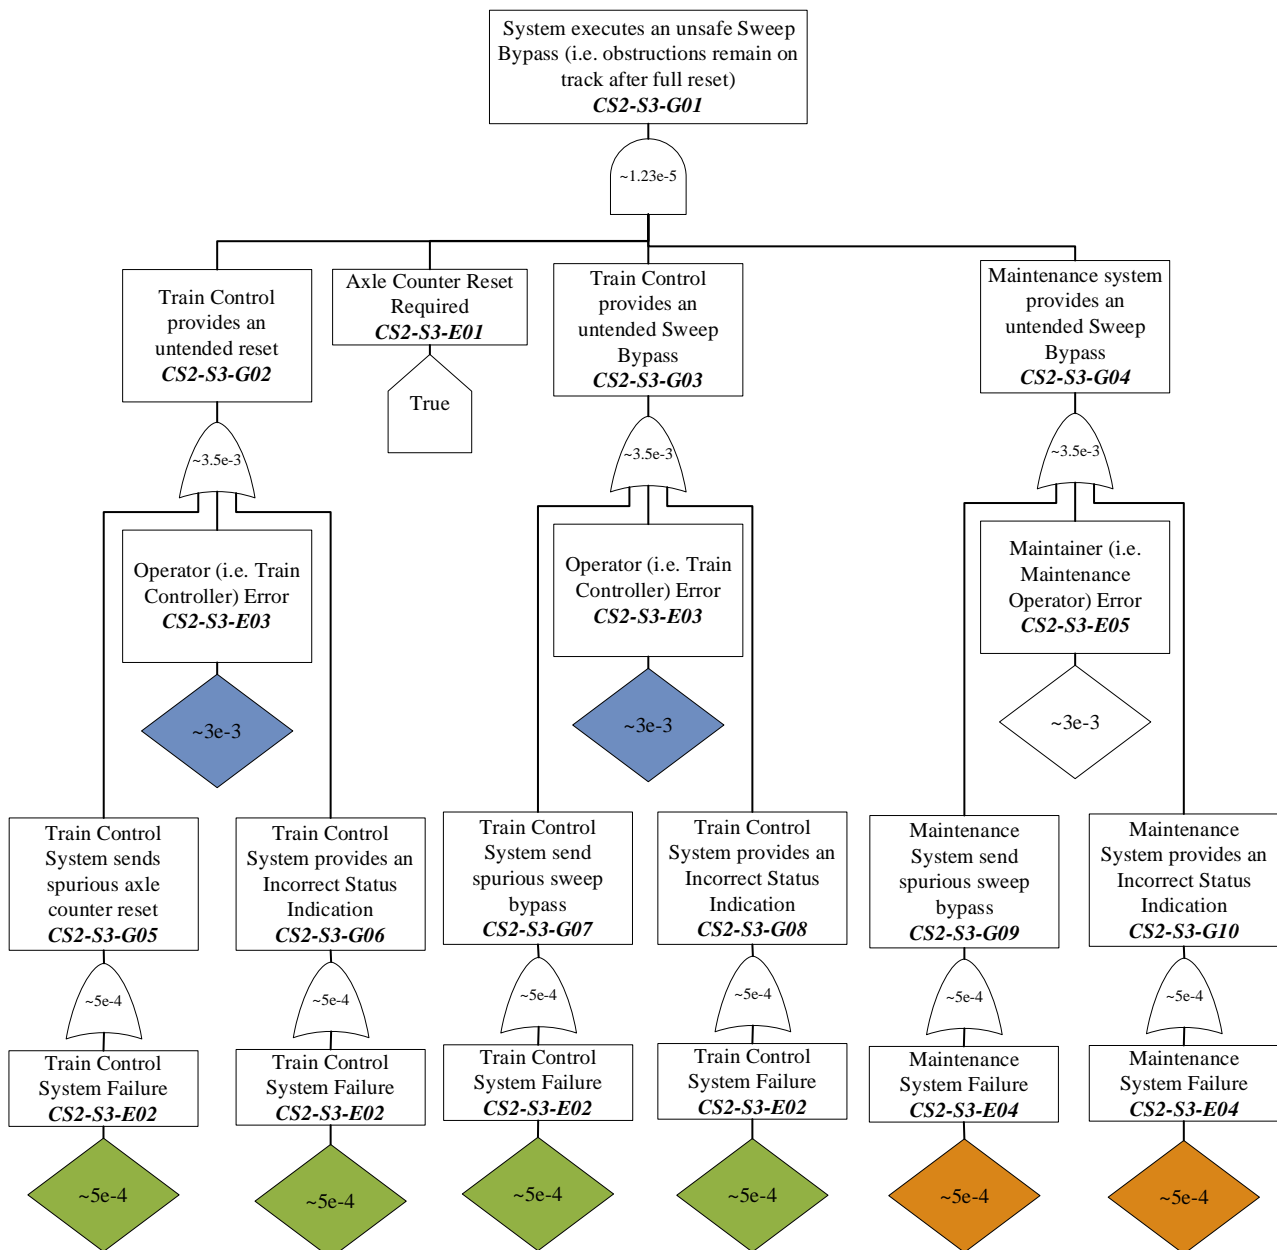 System executes an unsafe Sweep
Bypass (i.e. obstructions remain on
track after full reset)
CS2-S3-G01
~1.23e-5
Train Control
provides an
untended reset
CS2-S3-G02
Axle Counter Reset
Required
CS2-S3-E01
True
Train Control
provides an
untended Sweep
Bypass
CS2-S3-G03
Maintenance system
provides an
untended Sweep
Bypass
CS2-S3-G04
~3.5e-3
~3.5e-3
~3.5e-3
Operator (i.e. Train
Controller) Error
CS2-S3-E03
Operator (i.e. Train
Controller) Error
CS2-S3-E03
Maintainer (i.e.
Maintenance
Operator) Error
CS2-S3-E05
~3e-3
~3e-3
~3e-3
Train Control
System sends
spurious axle
counter reset
CS2-S3-G05
Train Control
System provides an
Incorrect Status
Indication
CS2-S3-G06
Train Control
System send
spurious sweep
bypass
CS2-S3-G07
Train Control
System provides an
Incorrect Status
Indication
CS2-S3-G08
Maintenance
System send
spurious sweep
bypass
CS2-S3-G09
Maintenance
System provides an
Incorrect Status
Indication
CS2-S3-G10
~5e-4
~5e-4
~5e-4
~5e-4
~5e-4
~5e-4
Train Control
System Failure
CS2-S3-E02
Train Control
System Failure
CS2-S3-E02
Train Control
System Failure
CS2-S3-E02
Train Control
System Failure
CS2-S3-E02
Maintenance
System Failure
CS2-S3-E04
Maintenance
System Failure
CS2-S3-E04
~5e-4
~5e-4
~5e-4
~5e-4
~5e-4
~5e-4